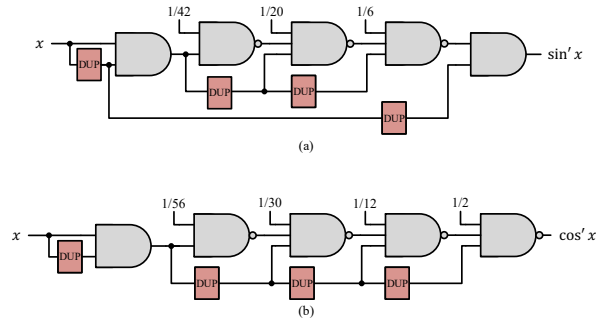 1/42 1/20 1/6
x sin′ x
DUP
DUP DUP
DUP
(a)
1/56 1/30 1/12 1/2
x cos′ x
DUP
DUP DUP DUP
(b)